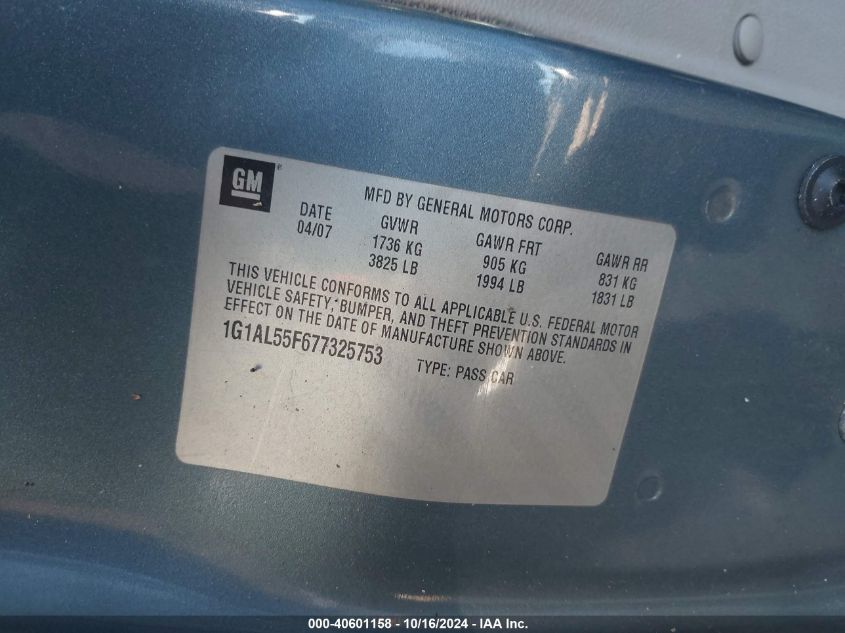 GM
MFD BY GENERAL MOTORS CORP.
DATE GVWR GAWR FRT GAWR RR
04/07 1736 KG 905 KG 831 KG
3825 LB 1994 LB 1831 LB
THIS VEHICLE CONFORMS TO ALL APPLICABLE U.S. FEDERAL MOTOR
VEHICLE SAFETY, BUMPER, AND THEFT PREVENTION STANDARDS IN
EFFECT ON THE DATE OF MANUFACTURE SHOWN ABOVE.
1G1AL55F677325753 TYPE: PASS CAR
000-40601158 - 10/16/2024 - IAA Inc.